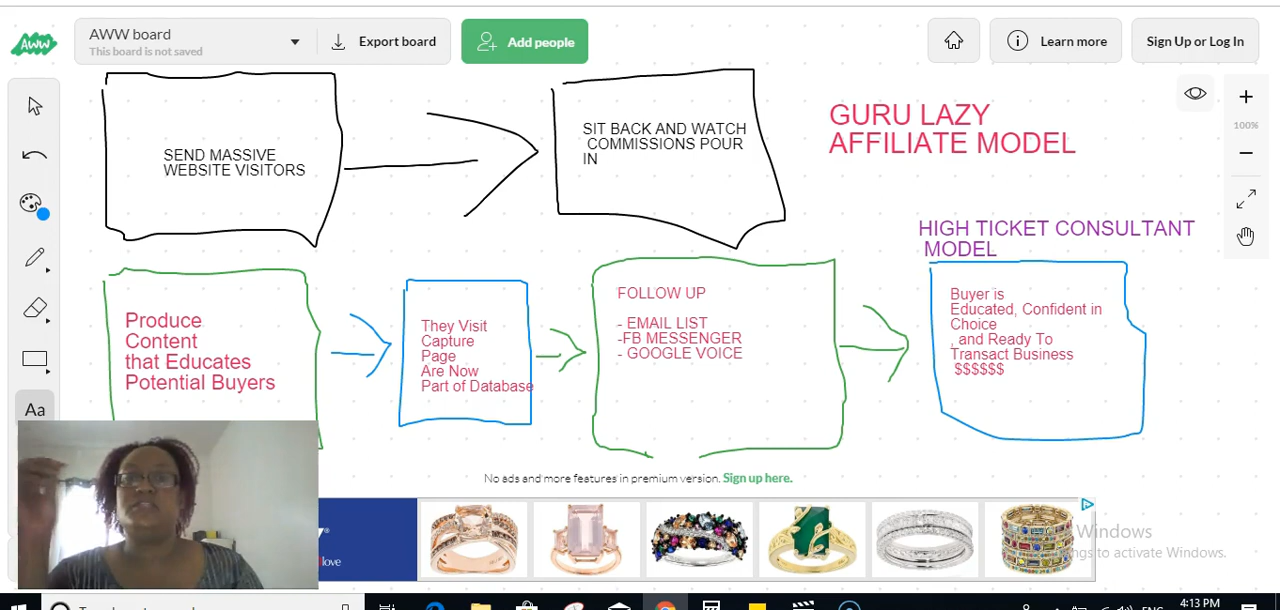 AWW
AWW board
This board is not saved
Export board
Add people
Learn more
Sign Up or Log In
100%
SEND MASSIVE
WEBSITE VISITORS
SIT BACK AND WATCH
COMMISSIONS POUR
IN
GURU LAZY
AFFILIATE MODEL
HIGH TICKET CONSULTANT
MODEL
Produce
Content
that Educates
Potential Buyers
They Visit
Capture
Page
Are Now
Part of Database
FOLLOW UP
- EMAIL LIST
-FB MESSENGER
- GOOGLE VOICE
Buyer is
Educated, Confident in
Choice
, and Ready To
Transact Business
$$$$$$
Aa
No ads and more features in premium version. Sign up here.
Windows
to activate Windows.
4:13 PM